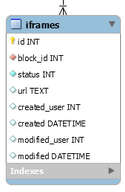 iframes
id INT
block_id INT
status INT
url TEXT
created_user INT
created DATETIME
modified_user INT
modified DATETIME
Indexes